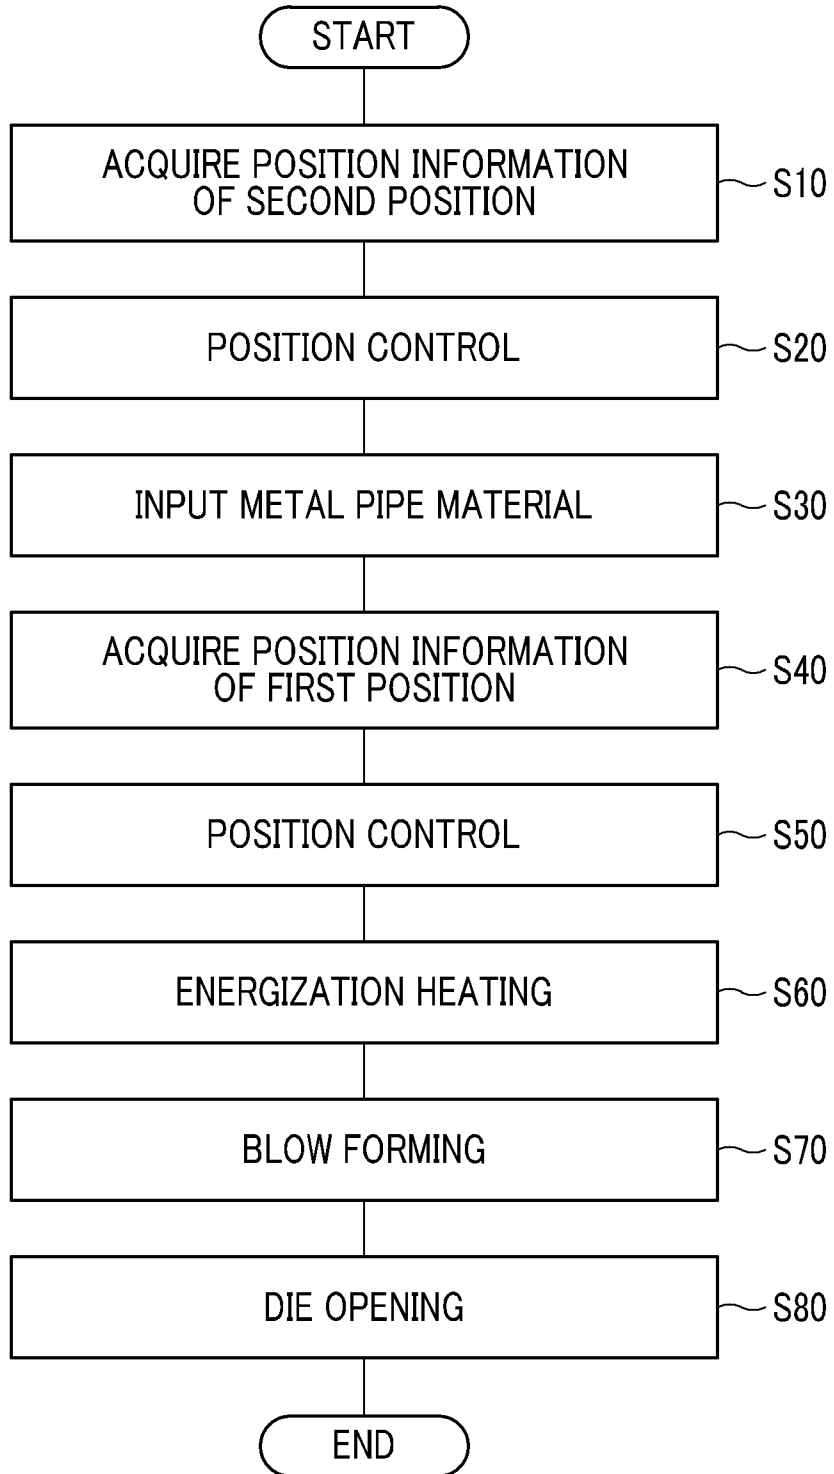 START
ACQUIRE POSITION INFORMATION
OF SECOND POSITION
S10
POSITION CONTROL
S20
INPUT METAL PIPE MATERIAL
S30
ACQUIRE POSITION INFORMATION
OF FIRST POSITION
S40
POSITION CONTROL
S50
ENERGIZATION HEATING
S60
BLOW FORMING
S70
DIE OPENING
S80
END